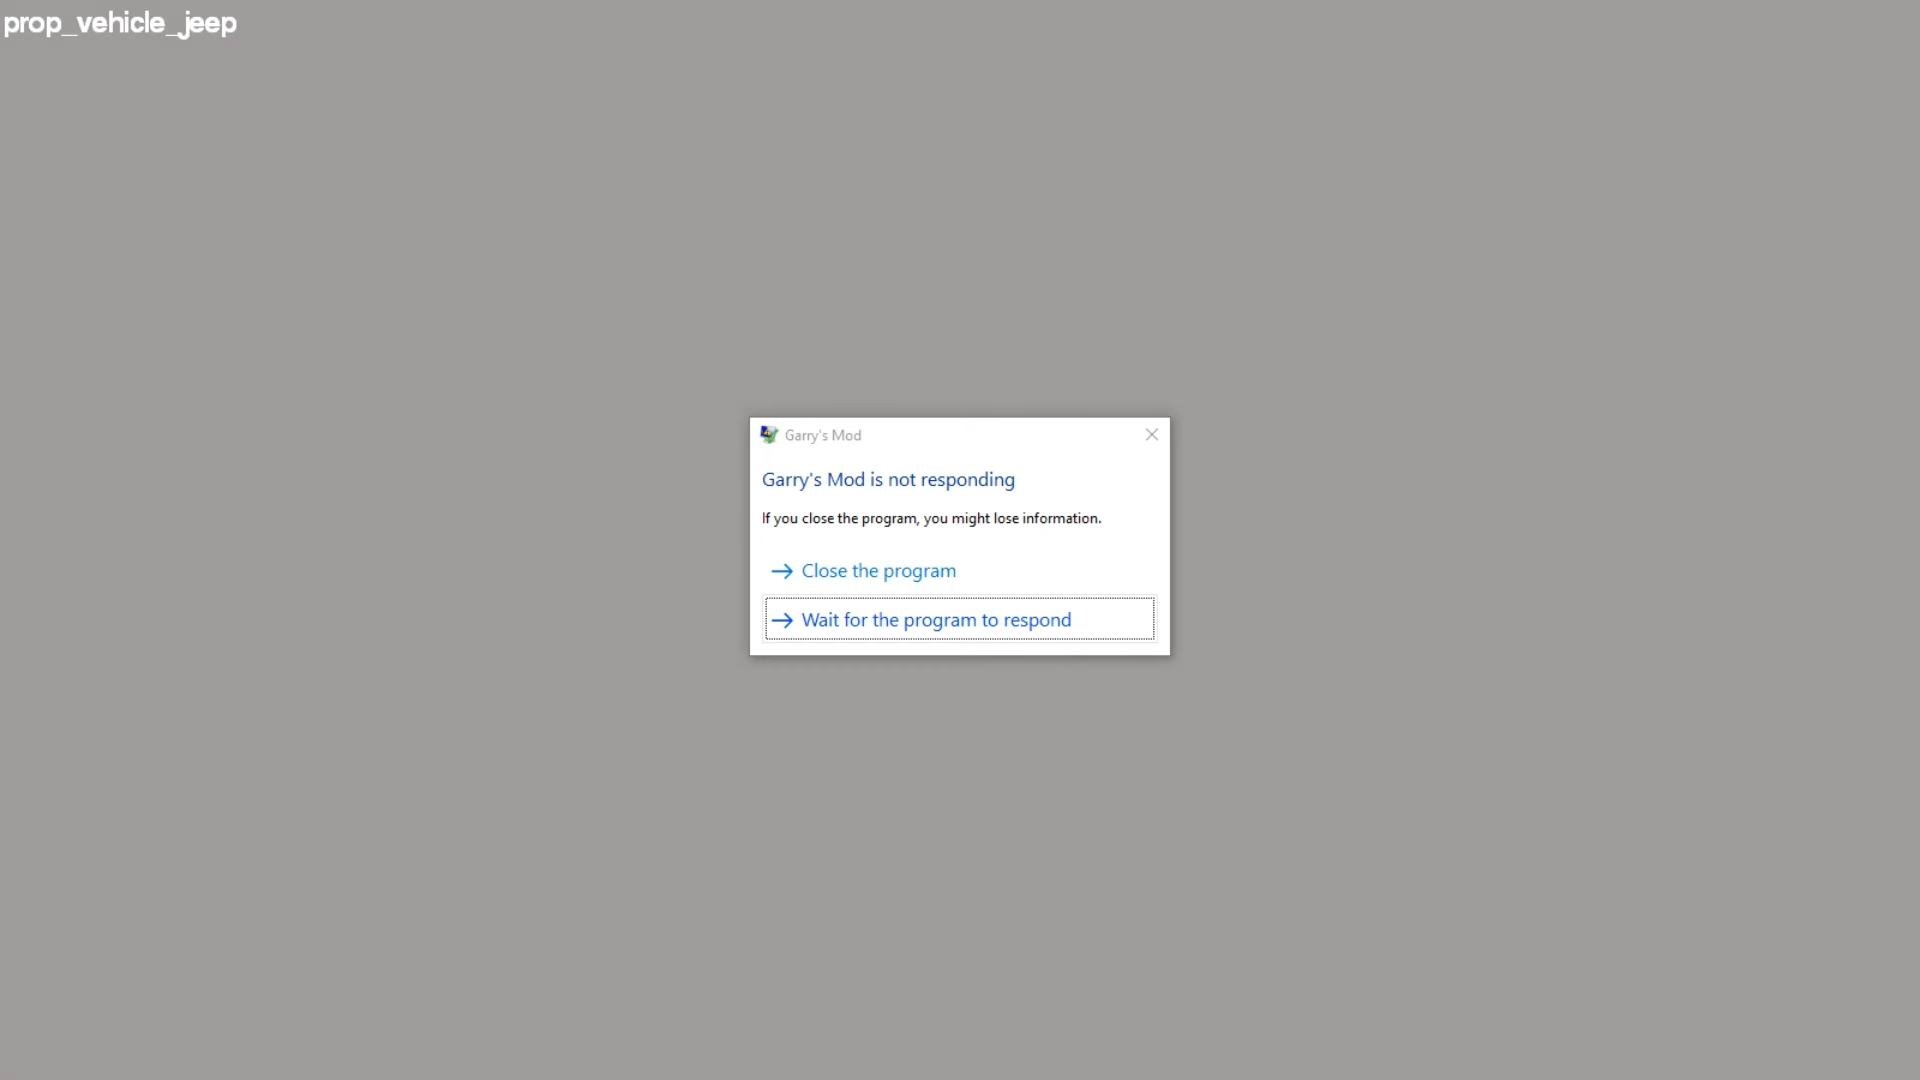 prop_vehicle_jeep
Garry's Mod
Garry's Mod is not responding
If you close the program, you might lose information.
Close the program
Wait for the program to respond